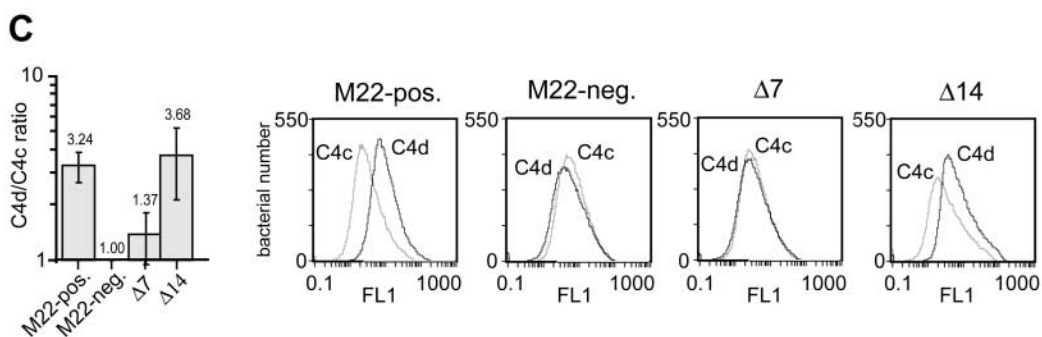 C
C4d/C4c ratio
10
1
3.24
1.00
1.37
3.68
M22-pos.
M22-neg.
Δ7
Δ14
bacterial number
M22-pos.
550
C4c
C4d
0
0.1
1000
FL1
M22-neg.
550
C4d
C4c
0
0.1
1000
FL1
Δ7
550
C4d
C4c
0
0.1
1000
FL1
Δ14
550
C4c
C4d
0
0.1
1000
FL1